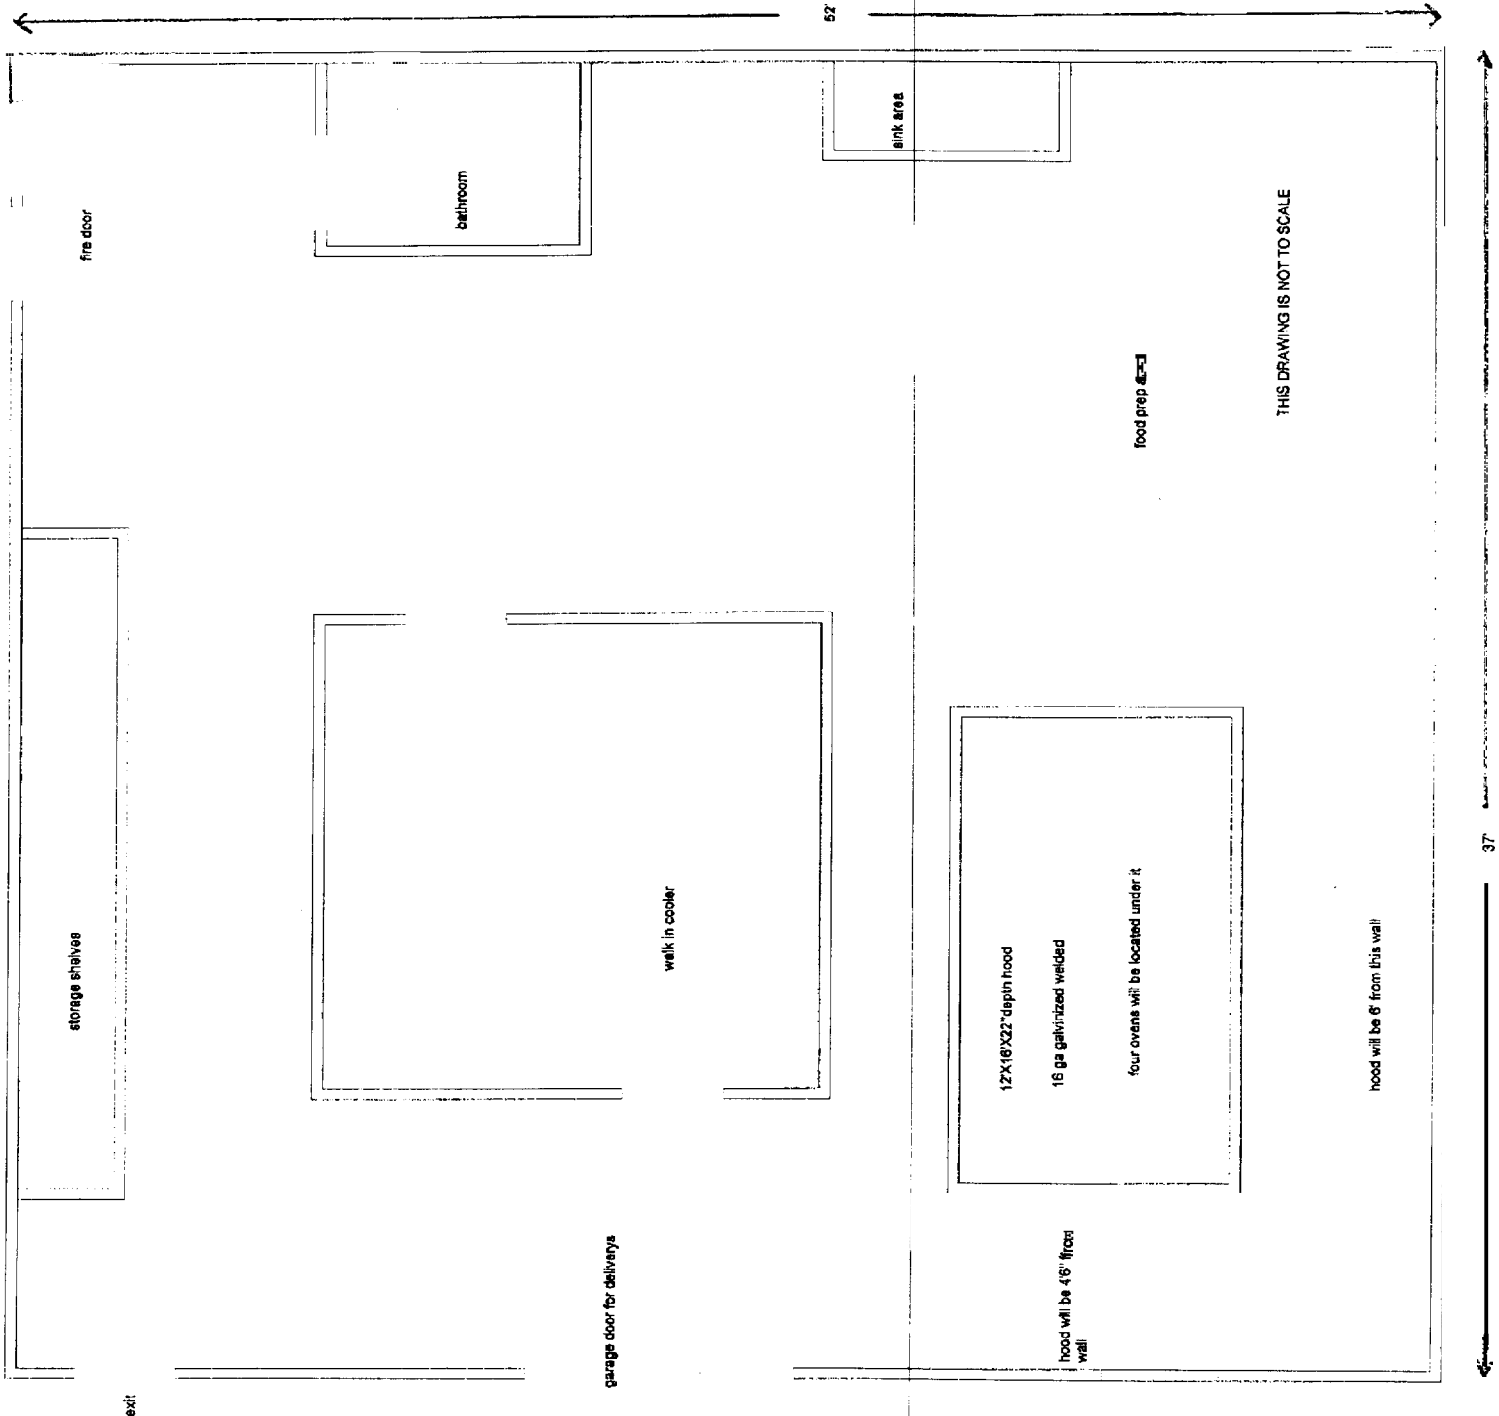 storage shelves
fire door
exit
bathroom
garage door for deliverys
walk in cooler
52'
sink area
12'X16'X22"depth hood
16 ga galvinized welded
four ovens will be located under it
hood will be 4'6" ffrom
wall
food prep
THIS DRAWING IS NOT TO SCALE
hood will be 6' from this wall
37'